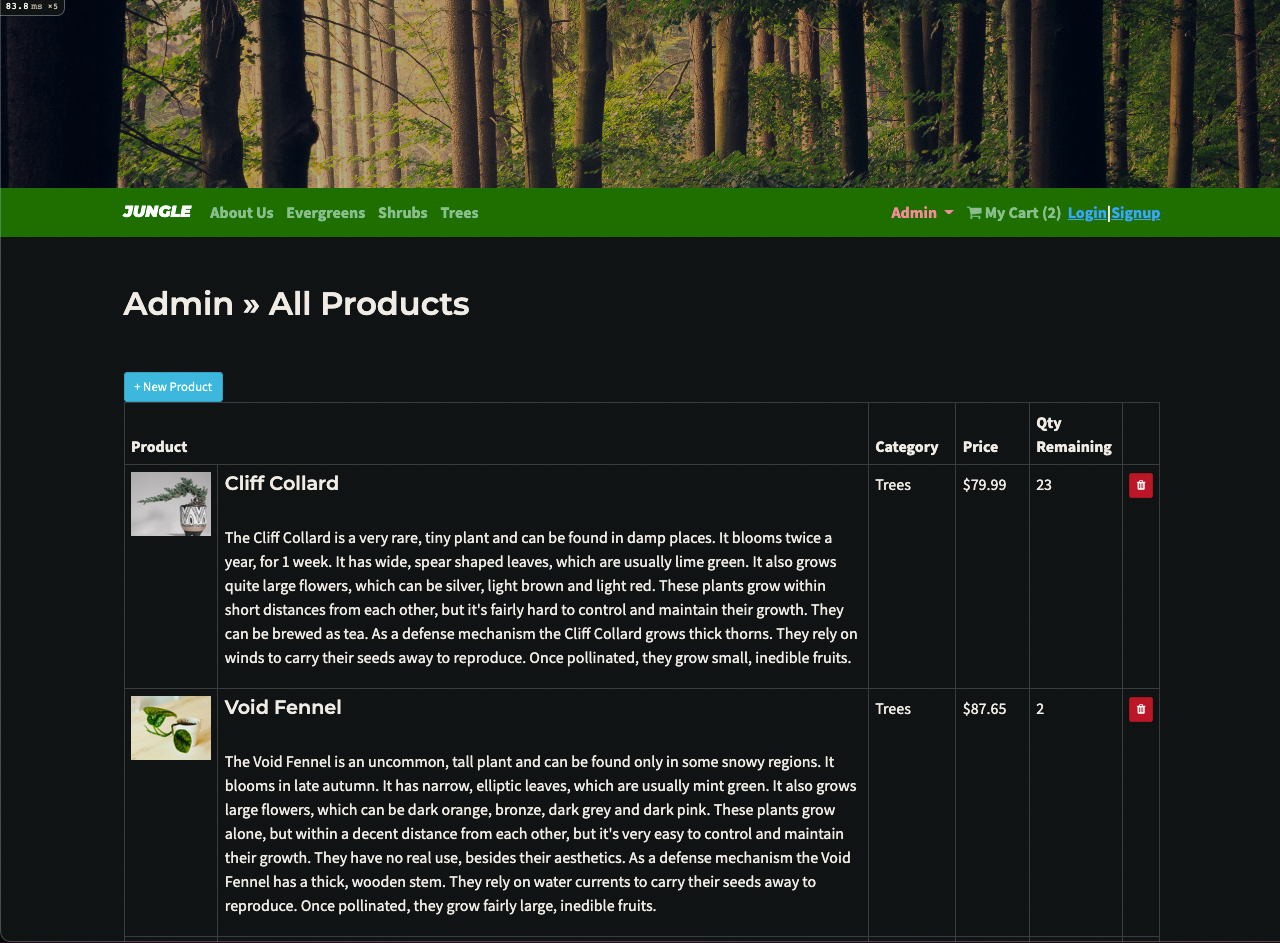 83.8 ms ×5
JUNGLE About Us Evergreens Shrubs Trees Admin My Cart (2) Login|Signup
Admin » All Products
+ New Product
Product Category Price Qty Remaining
Cliff Collard Trees $79.99 23
The Cliff Collard is a very rare, tiny plant and can be found in damp places. It blooms twice a
year, for 1 week. It has wide, spear shaped leaves, which are usually lime green. It also grows
quite large flowers, which can be silver, light brown and light red. These plants grow within
short distances from each other, but it's fairly hard to control and maintain their growth. They
can be brewed as tea. As a defense mechanism the Cliff Collard grows thick thorns. They rely on
winds to carry their seeds away to reproduce. Once pollinated, they grow small, inedible fruits.
Void Fennel Trees $87.65 2
The Void Fennel is an uncommon, tall plant and can be found only in some snowy regions. It
blooms in late autumn. It has narrow, elliptic leaves, which are usually mint green. It also grows
large flowers, which can be dark orange, bronze, dark grey and dark pink. These plants grow
alone, but within a decent distance from each other, but it's very easy to control and maintain
their growth. They have no real use, besides their aesthetics. As a defense mechanism the Void
Fennel has a thick, wooden stem. They rely on water currents to carry their seeds away to
reproduce. Once pollinated, they grow fairly large, inedible fruits.